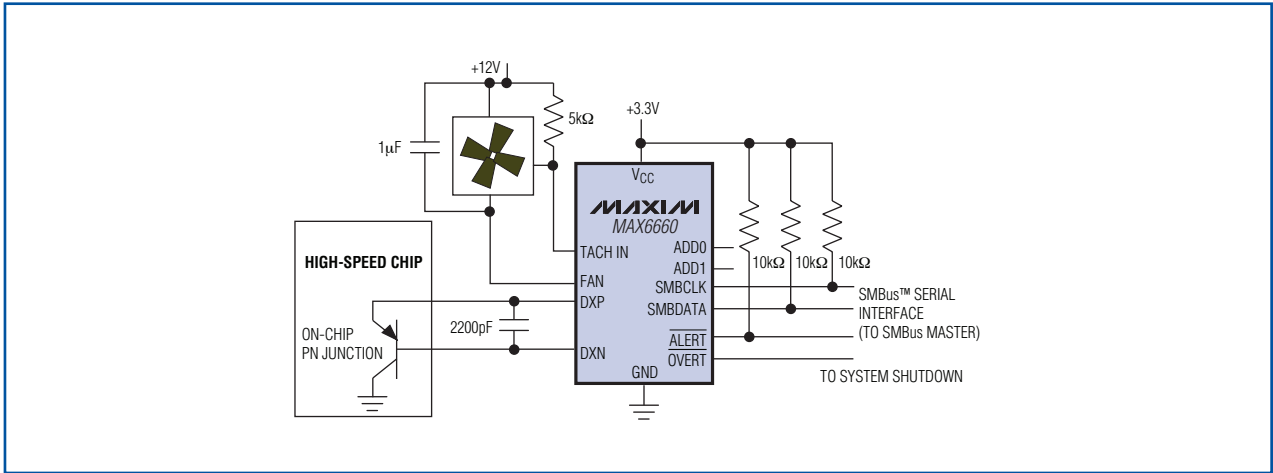 +12V
5kΩ
1µF
+3.3V
VCC
MAXIM
MAX6660
HIGH-SPEED CHIP
ON-CHIP
PN JUNCTION
2200pF
TACH IN
FAN
DXP
DXN
GND
ADD0
ADD1
SMBCLK
SMBDATA
ALERT
OVERT
10kΩ 10kΩ 10kΩ
SMBus™ SERIAL
INTERFACE
(TO SMBus MASTER)
TO SYSTEM SHUTDOWN